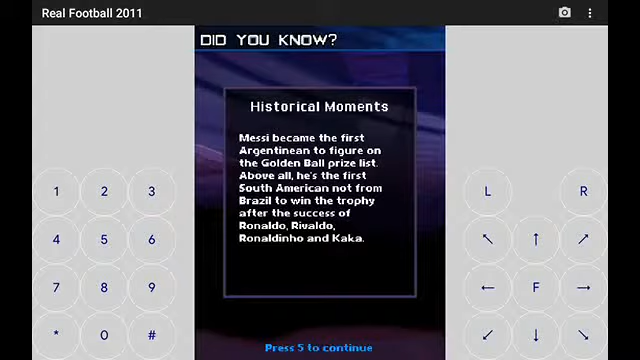 Real Football 2011
DID YOU KNOW?
Historical Moments
Messi became the first
Argentinean to figure on
the Golden Ball prize list.
Above all, he's the first
South American not from
Brazil to win the trophy
after the success of
Ronaldo, Rivaldo,
Ronaldinho and Kaka.
1 2 3
L R
4 5 6
↖ ↑ ↗
7 8 9
← F →
* 0 #
↙ ↓ ↘
Press 5 to continue